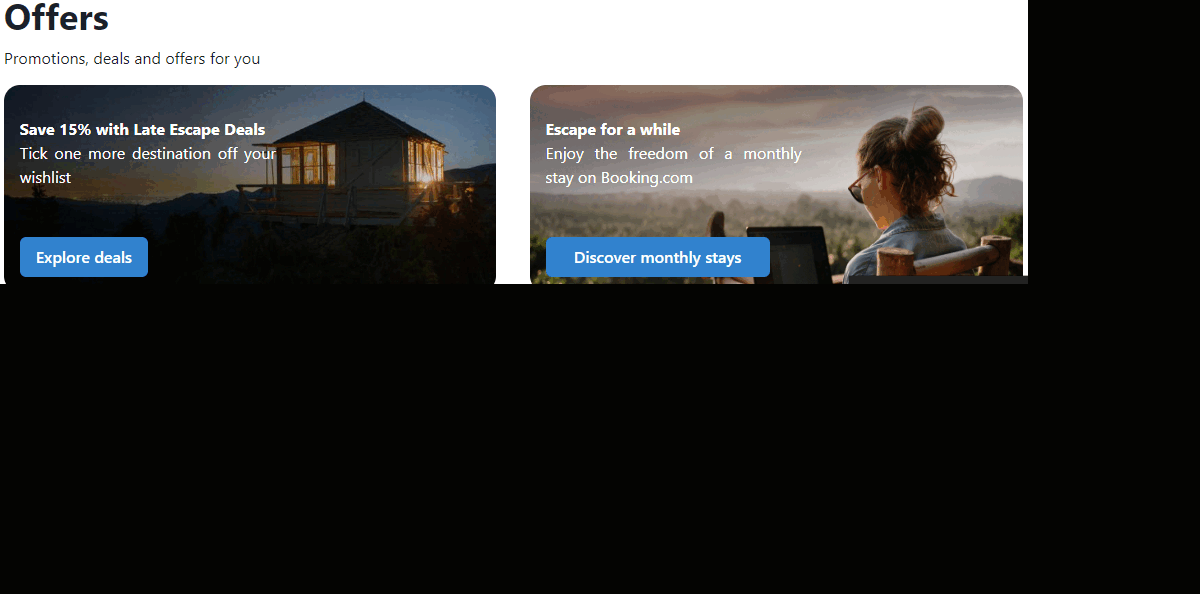 Offers
Promotions, deals and offers for you
Save 15% with Late Escape Deals
Tick one more destination off your
wishlist
Explore deals
Escape for a while
Enjoy the freedom of a monthly
stay on Booking.com
Discover monthly stays